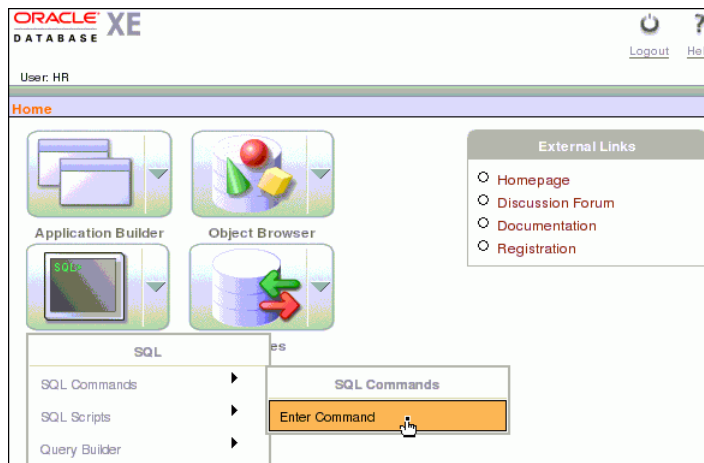 ORACLE XE
DATABASE
Logout
User: HR
Home
External Links
Homepage
Discussion Forum
Documentation
Registration
Application Builder
Object Browser
SQL
SQL
SQL Commands
SQL Scripts
Query Builder
SQL Commands
Enter Command